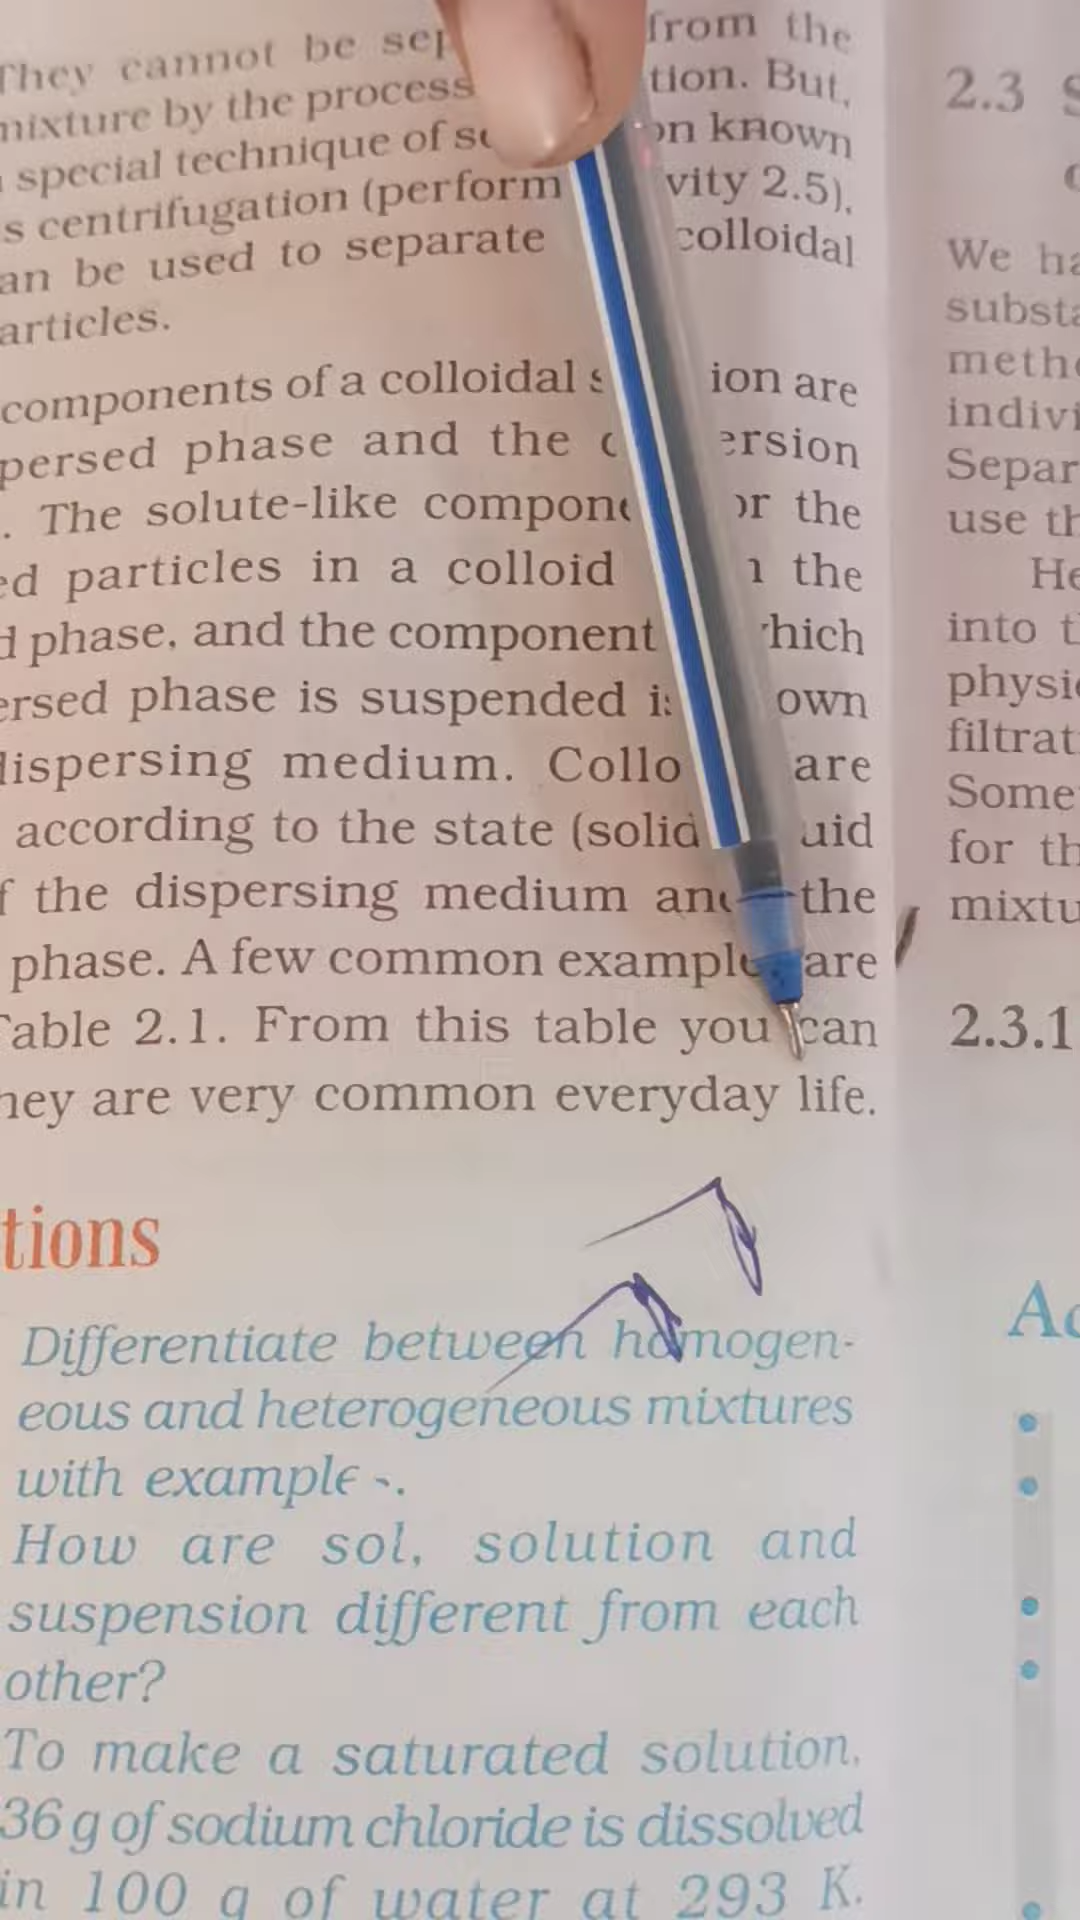 They cannot be from the
mixture by the process tion. But,
special technique of on known
s centrifugation (perform vity 2.5),
an be used to separate colloidal
articles.
components of a colloidal ion are
persed phase and the ersion
. The solute-like compone or the
ed particles in a colloid the
d phase, and the component which
ersed phase is suspended own
dispersing medium. Collo are
according to the state (solid uid
f the dispersing medium and the
phase. A few common example are
Table 2.1. From this table you can
hey are very common everyday life.
tions
Differentiate between homogen-
eous and heterogeneous mixtures
with example .
How are sol, solution and
suspension different from each
other?
To make a saturated solution,
36 g of sodium chloride is dissolved
in 100 g of water at 293 K.
2.3 S
We ha
substa
metho
indivi
Separ
use th
He
into t
physic
filtrat
Some
for th
mixtu
2.3.1
Ac